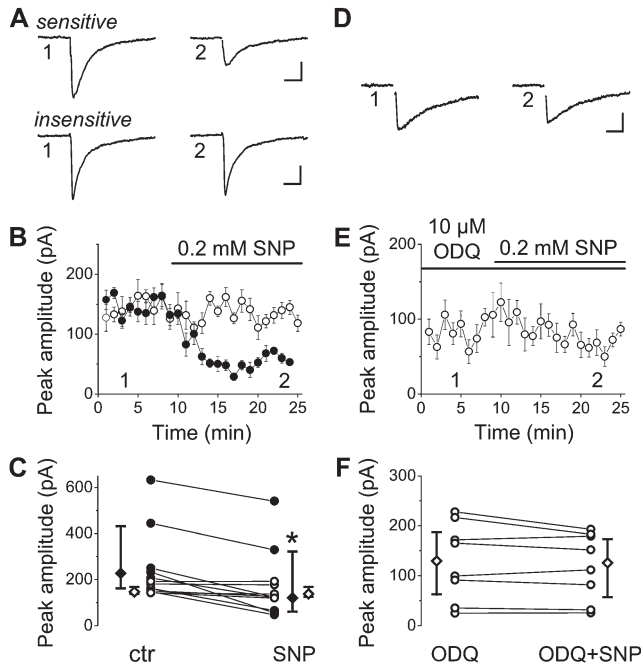 A
sensitive
1
2
insensitive
1
2
B
0.2 mM SNP
Peak amplitude (pA)
150
100
0
1
2
0 5 10 15 20 25
Time (min)
C
Peak amplitude (pA)
600
400
200
0
*
ctr
SNP
D
1
2
E
10 µM
ODQ
0.2 mM SNP
Peak amplitude (pA)
200
100
0
1
2
0 5 10 15 20 25
Time (min)
F
Peak amplitude (pA)
300
200
100
0
ODQ
ODQ+SNP